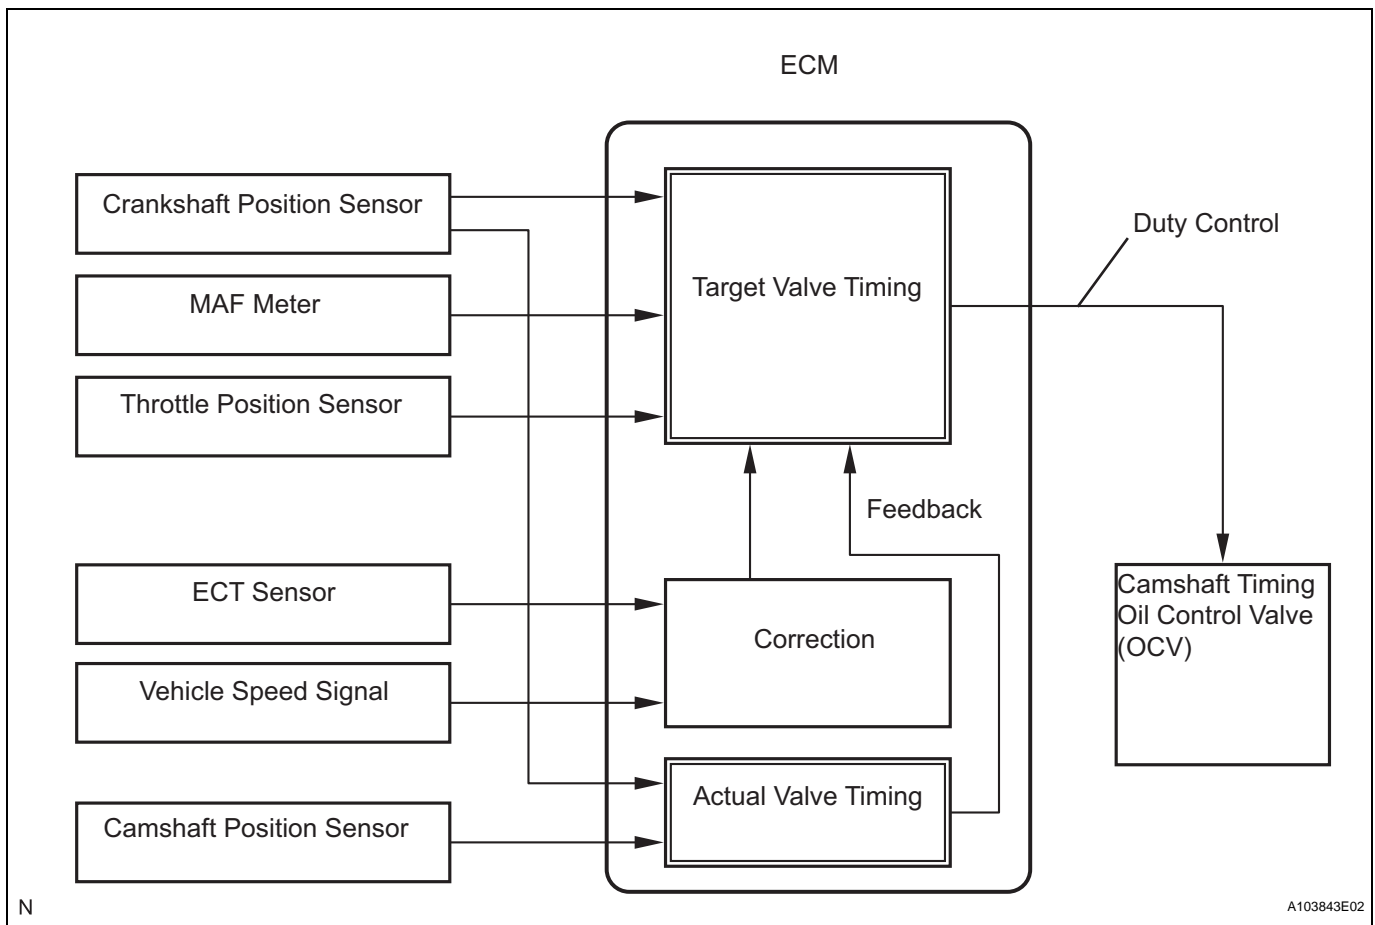 ECM
Crankshaft Position Sensor
MAF Meter
Throttle Position Sensor
ECT Sensor
Vehicle Speed Signal
Camshaft Position Sensor
Target Valve Timing
Feedback
Correction
Actual Valve Timing
Duty Control
Camshaft Timing
Oil Control Valve
(OCV)
N
A103843E02